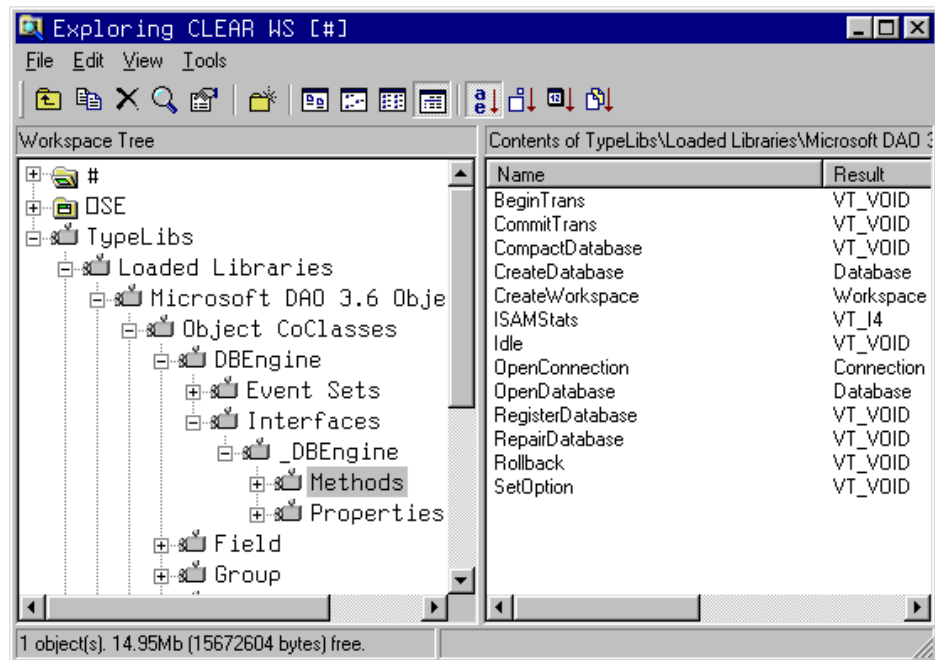 Exploring CLEAR WS [#]
File Edit View Tools
Workspace Tree
#
OSE
TypeLibs
Loaded Libraries
Microsoft DAO 3.6 Obje
Object CoClasses
DBEngine
Event Sets
Interfaces
_DBEngine
Methods
Properties
Field
Group
Contents of TypeLibs\Loaded Libraries\Microsoft DAO 3
Name Result
BeginTrans VT_VOID
CommitTrans VT_VOID
CompactDatabase VT_VOID
CreateDatabase Database
CreateWorkspace Workspace
ISAMStats VT_I4
Idle VT_VOID
OpenConnection Connection
OpenDatabase Database
RegisterDatabase VT_VOID
RepairDatabase VT_VOID
Rollback VT_VOID
SetOption VT_VOID
1 object(s). 14.95Mb (15672604 bytes) free.